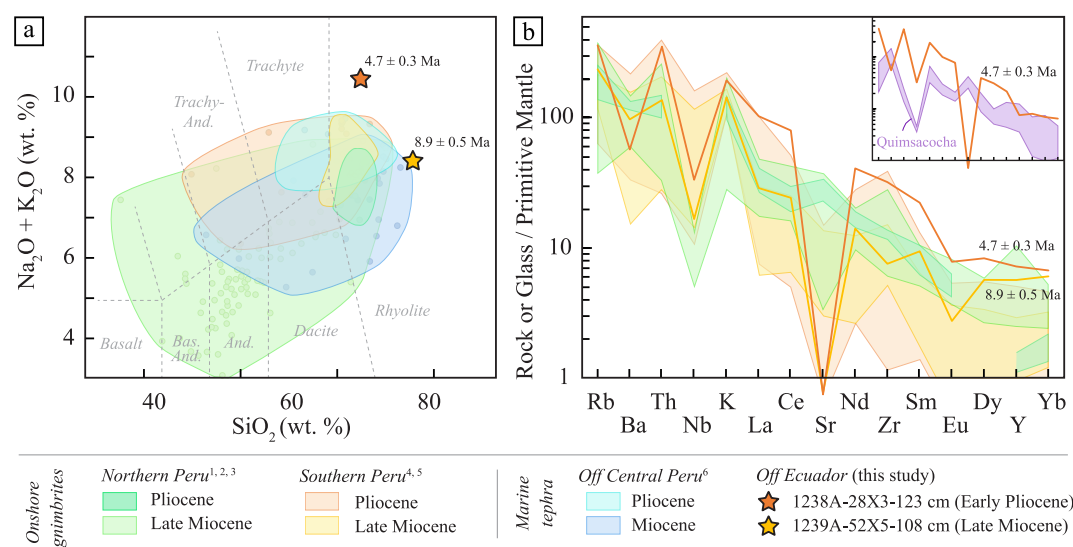 a
Na₂O + K₂O (wt. %)
10
8
6
4
Trachyte
Trachy-
And.
4.7 ± 0.3 Ma
8.9 ± 0.5 Ma
Basalt
Bas.
And.
And.
Dacite
Rhyolite
40
60
80
SiO₂ (wt. %)
b
Rock or Glass / Primitive Mantle
100
10
1
4.7 ± 0.3 Ma
Quimsacocha
4.7 ± 0.3 Ma
8.9 ± 0.5 Ma
Rb Th K Ce Nd Sm Dy Yb
Ba Nb La Sr Zr Eu Y
Onshore
gnimbrites
Northern Peru¹, ², ³
Pliocene
Late Miocene
Southern Peru⁴, ⁵
Pliocene
Late Miocene
Marine
tephra
Off Central Peru⁶
Pliocene
Miocene
Off Ecuador (this study)
1238A-28X3-123 cm (Early Pliocene)
1239A-52X5-108 cm (Late Miocene)